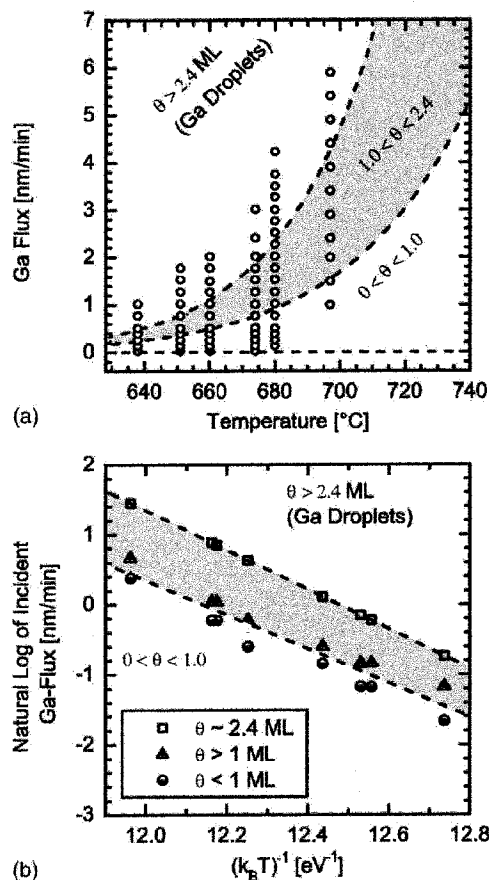 (a)
7
6
5
4
3
2
1
0
Ga Flux [nm/min]
θ > 2.4 ML
(Ga Droplets)
1.0 < θ < 2.4
0 < θ < 1.0
640 660 680 700 720 740
Temperature [°C]
(b)
2
1
0
-1
-2
-3
Natural Log of Incident
Ga-Flux [nm/min]
θ > 2.4 ML
(Ga Droplets)
0 < θ < 1.0
θ ~ 2.4 ML
θ > 1 ML
θ < 1 ML
12.0 12.2 12.4 12.6 12.8
(kBT)-1 [eV-1]